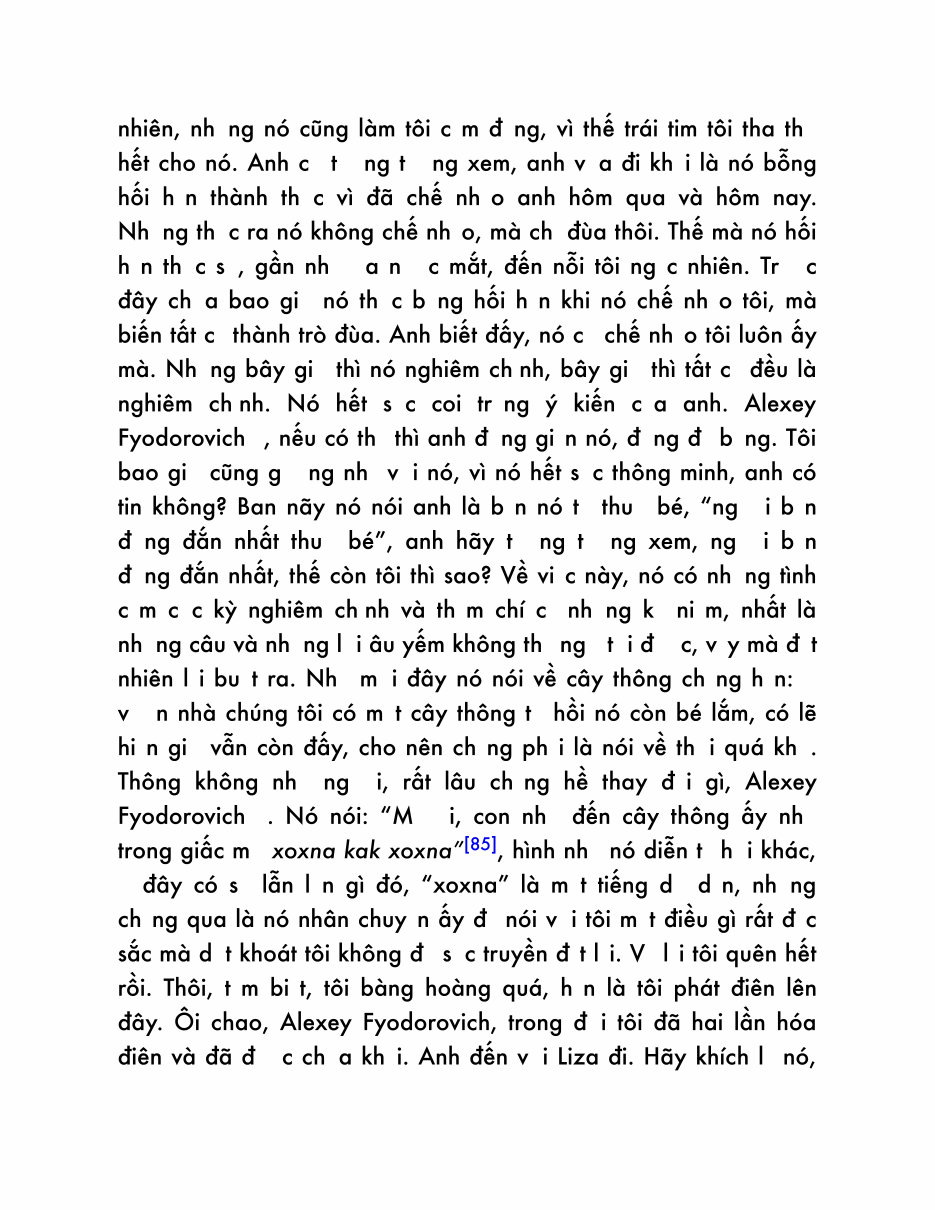 nhiên, nh ng nó cũng làm tôi c m đ ng, vì thế trái tim tôi tha th
hết cho nó. Anh c t ng t ng xem, anh v a đi kh i là nó bỗng
hối h n thành th c vì đã chế nh o anh hôm qua và hôm nay.
Nh ng th c ra nó không chế nh o, mà ch đùa thôi. Thế mà nó hối
h n th c s , gần nh a n c mắt, đến nỗi tôi ng c nhiên. Tr c
đây ch a bao gi nó th c b ng hối h n khi nó chế nh o tôi, mà
biến tất c thành trò đùa. Anh biết đấy, nó c chế nh o tôi luôn ấy
mà. Nh ng bây gi thì nó nghiêm ch nh, bây gi thì tất c đều là
nghiêm ch nh. Nó hết s c coi tr ng ý kiến c a anh. Alexey
Fyodorovich , nếu có th thì anh đ ng gi n nó, đ ng đ b ng. Tôi
bao gi cũng g ng nh v i nó, vì nó hết s c thông minh, anh có
tin không? Ban nãy nó nói anh là b n nó t thu bé, “ng i b n
đ ng đắn nhất thu bé”, anh hãy t ng t ng xem, ng i b n
đ ng đắn nhất, thế còn tôi thì sao? Về vi c này, nó có nh ng tình
c m c c kỳ nghiêm ch nh và th m chí c nh ng k ni m, nhất là
nh ng câu và nh ng l i âu yếm không th ng t i đ c, v y mà đ t
nhiên l i bu t ra. Nh m i đây nó nói về cây thông ch ng h n:
v n nhà chúng tôi có m t cây thông t hồi nó còn bé lắm, có lẽ
hi n gi vẫn còn đấy, cho nên ch ng ph i là nói về th i quá kh .
Thông không nh ng i, rất lâu ch ng hề thay đ i gì, Alexey
Fyodorovich . Nó nói: “M i, con nh đến cây thông ấy nh
trong giấc m xoxna kak xoxna”[85], hình nh nó diễn t h i khác,
đây có s lẫn l n gì đó, “xoxna” là m t tiếng d d n, nh ng
ch ng qua là nó nhân chuy n ấy đ nói v i tôi m t điều gì rất đ c
sắc mà d t khoát tôi không đ s c truyền đ t l i. V l i tôi quên hết
rồi. Thôi, t m bi t, tôi bàng hoàng quá, h n là tôi phát điên lên
đây. Ôi chao, Alexey Fyodorovich, trong đ i tôi đã hai lần hóa
điên và đã đ c ch a kh i. Anh đến v i Liza đi. Hãy khích l nó,